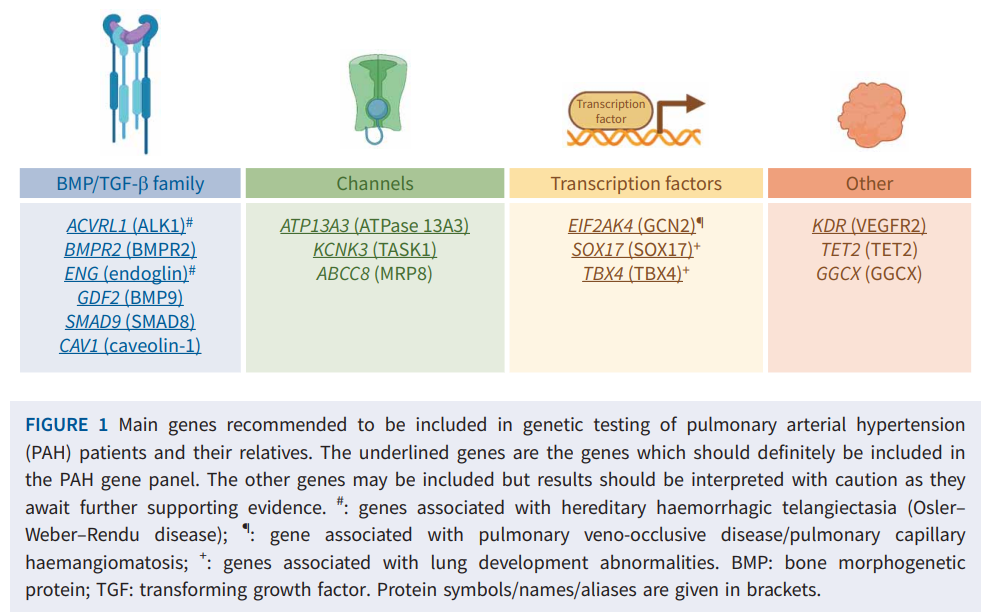 Transcription
factor
BMP/TGF-β family
Channels
Transcription factors
Other
ACVRL1 (ALK1)#
BMPR2 (BMPR2)
ENG (endoglin)#
GDF2 (BMP9)
SMAD9 (SMAD8)
CAV1 (caveolin-1)
ATP13A3 (ATPase 13A3)
KCNK3 (TASK1)
ABCC8 (MRP8)
EIF2AK4 (GCN2)¶
SOX17 (SOX17)+
TBX4 (TBX4)+
KDR (VEGFR2)
TET2 (TET2)
GGCX (GGCX)
FIGURE 1 Main genes recommended to be included in genetic testing of pulmonary arterial hypertension
(PAH) patients and their relatives. The underlined genes are the genes which should definitely be included in
the PAH gene panel. The other genes may be included but results should be interpreted with caution as they
await further supporting evidence. #: genes associated with hereditary haemorrhagic telangiectasia (Osler–
Weber–Rendu disease); ¶: gene associated with pulmonary veno-occlusive disease/pulmonary capillary
haemangiomatosis; +: genes associated with lung development abnormalities. BMP: bone morphogenetic
protein; TGF: transforming growth factor. Protein symbols/names/aliases are given in brackets.